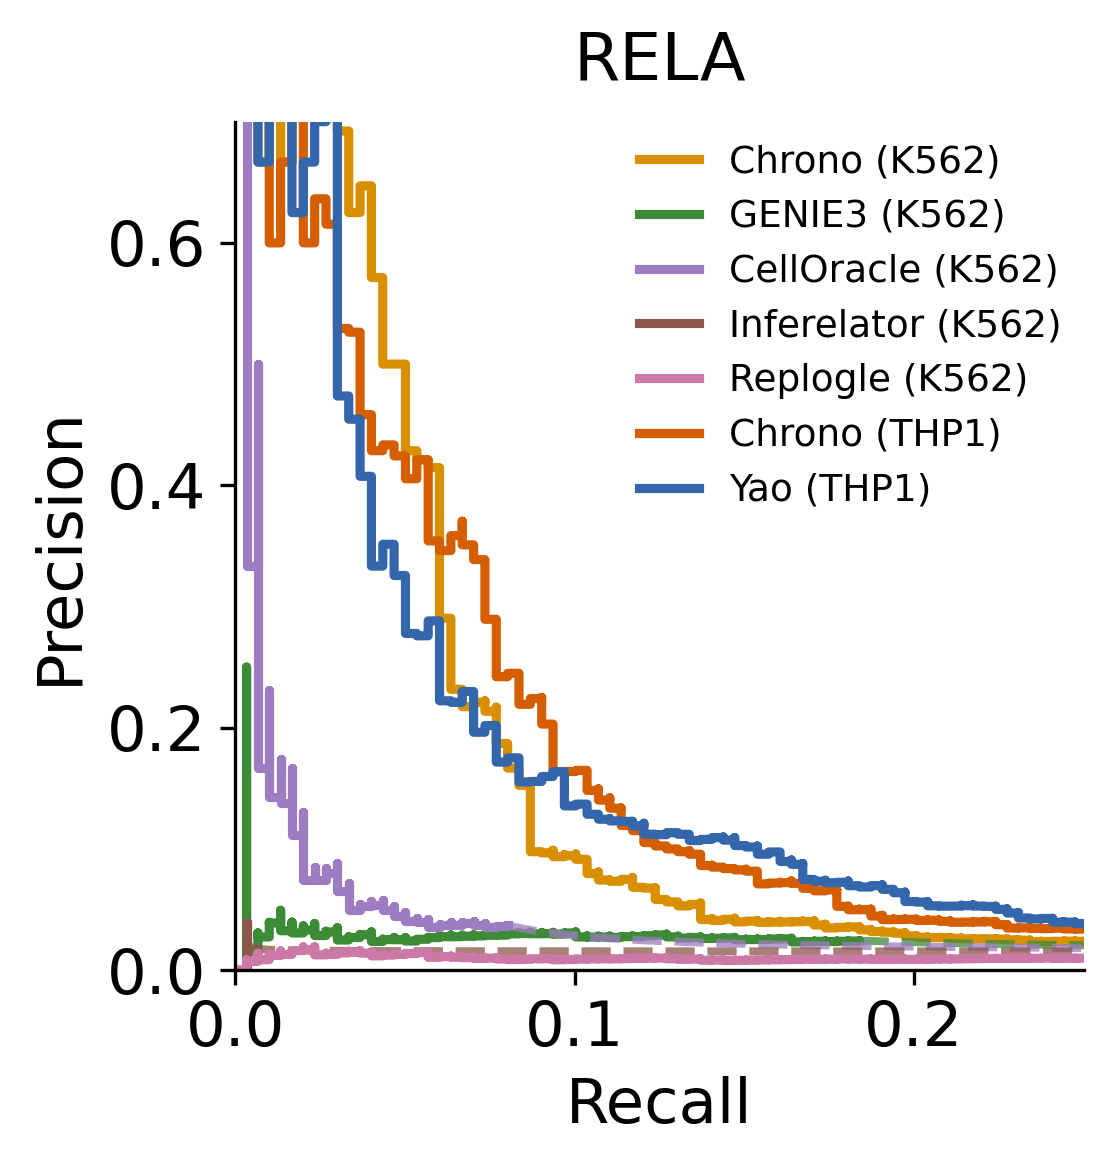 RELA
Precision
0.6
0.4
0.2
0.0
0.0
0.1
0.2
Recall
Chrono (K562)
GENIE3 (K562)
CellOracle (K562)
Inferelator (K562)
Replogle (K562)
Chrono (THP1)
Yao (THP1)